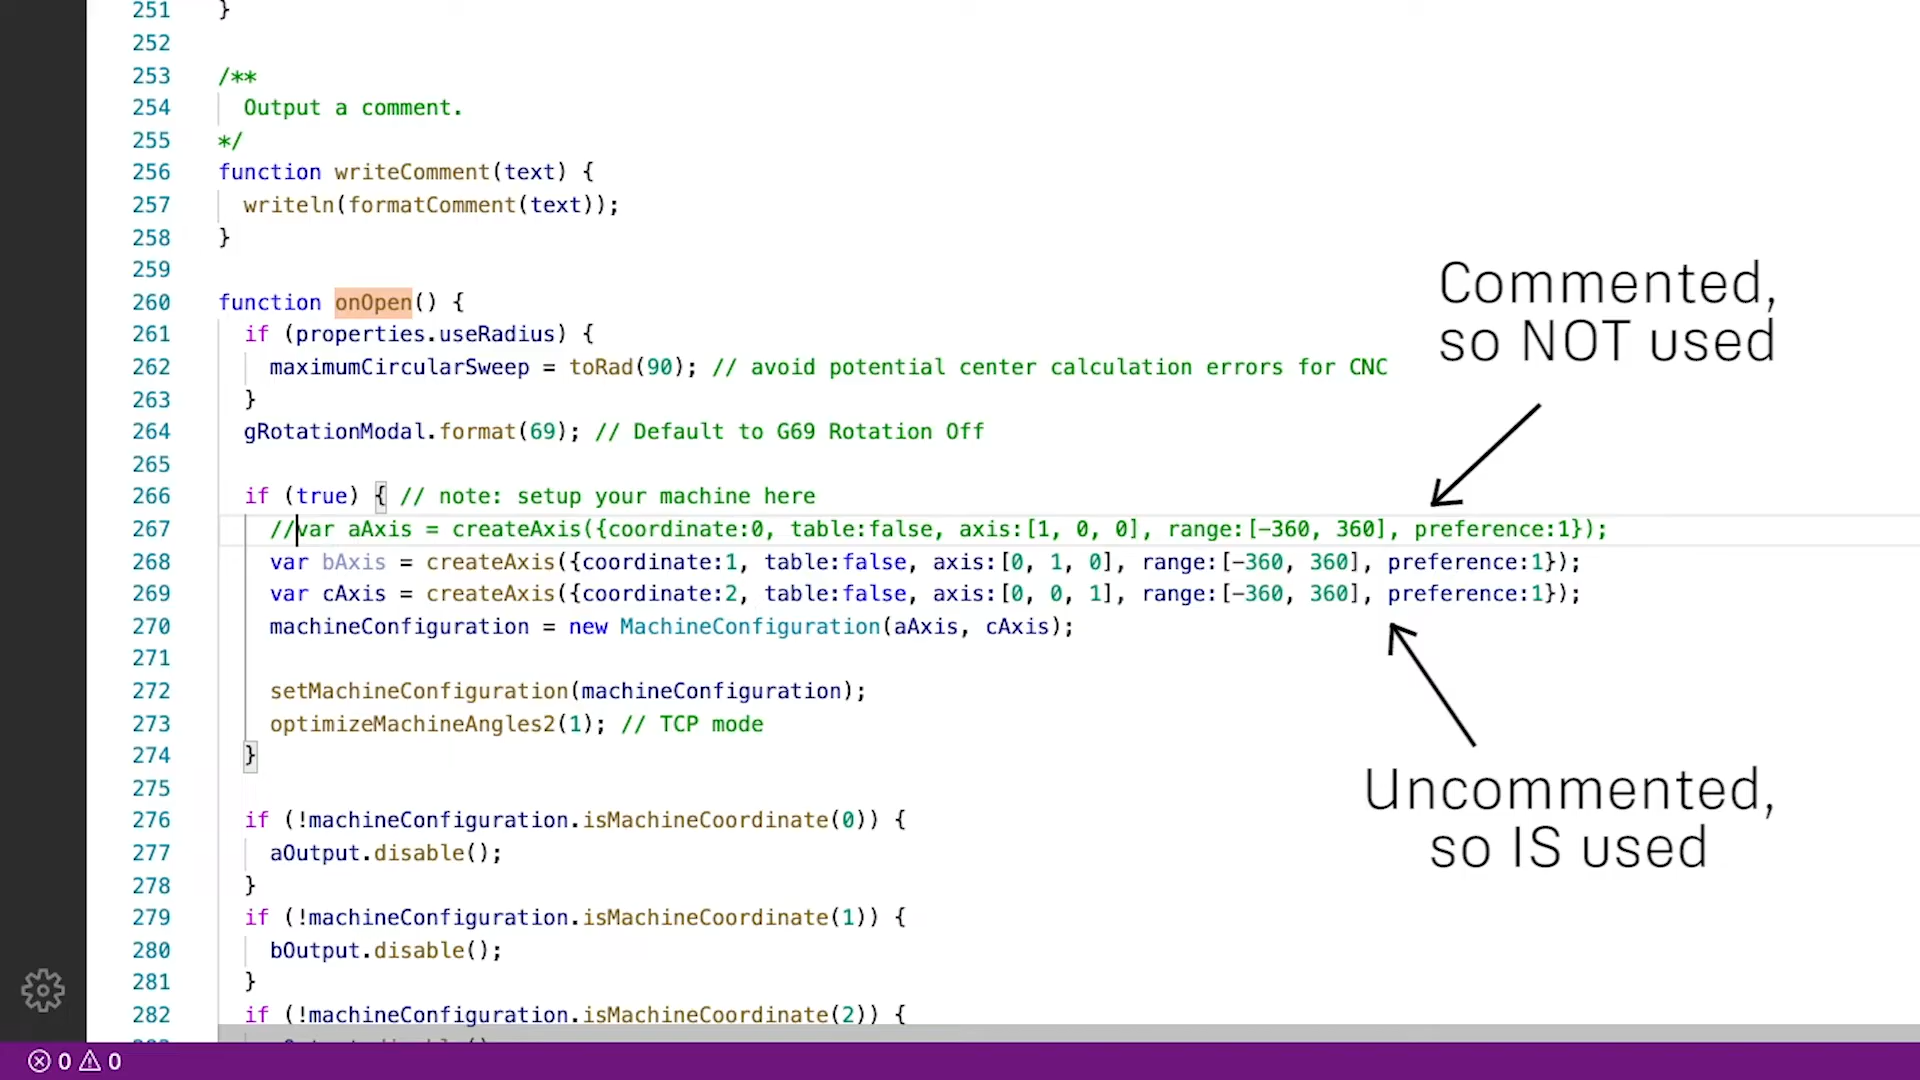 251 }
252
253 /**
254 Output a comment.
255 */
256 function writeComment(text) {
257 writeln(formatComment(text));
258 }
259
260 function onOpen() {
261 if (properties.useRadius) {
262 maximumCircularSweep = toRad(90); // avoid potential center calculation errors for CNC
263 }
264 gRotationModal.format(69); // Default to G69 Rotation Off
265
266 if (true) { // note: setup your machine here
267 //var aAxis = createAxis({coordinate:0, table:false, axis:[1, 0, 0], range:[-360, 360], preference:1});
268 var bAxis = createAxis({coordinate:1, table:false, axis:[0, 1, 0], range:[-360, 360], preference:1});
269 var cAxis = createAxis({coordinate:2, table:false, axis:[0, 0, 1], range:[-360, 360], preference:1});
270 machineConfiguration = new MachineConfiguration(aAxis, cAxis);
271
272 setMachineConfiguration(machineConfiguration);
273 optimizeMachineAngles2(1); // TCP mode
274 }
275
276 if (!machineConfiguration.isMachineCoordinate(0)) {
277 aOutput.disable();
278 }
279 if (!machineConfiguration.isMachineCoordinate(1)) {
280 bOutput.disable();
281 }
282 if (!machineConfiguration.isMachineCoordinate(2)) {
Commented,
so NOT used
Uncommented,
so IS used
0 0